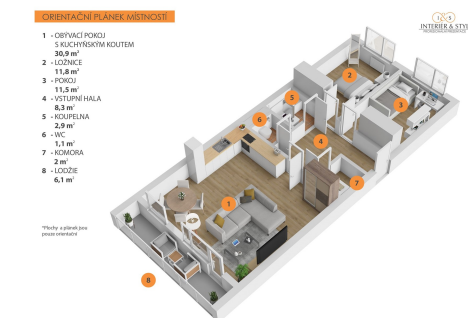 ORIENTAČNÍ PLÁNEK MÍSTNOSTÍ
INTERIER & STYL
1 - OBÝVACÍ POKOJ
S KUCHYŇSKÝM KOUTEM
30,9 m²
2 - LOŽNICE
11,8 m²
3 - POKOJ
11,5 m²
4 - VSTUPNÍ HALA
8,3 m²
5 - KOUPELNA
2,9 m²
6 - WC
1,1 m²
7 - KOMORA
2 m²
8 - LODŽIE
6,1 m²
*Plochy a plánek jsou
pouze orientační
1
2
3
4
5
6
7
8